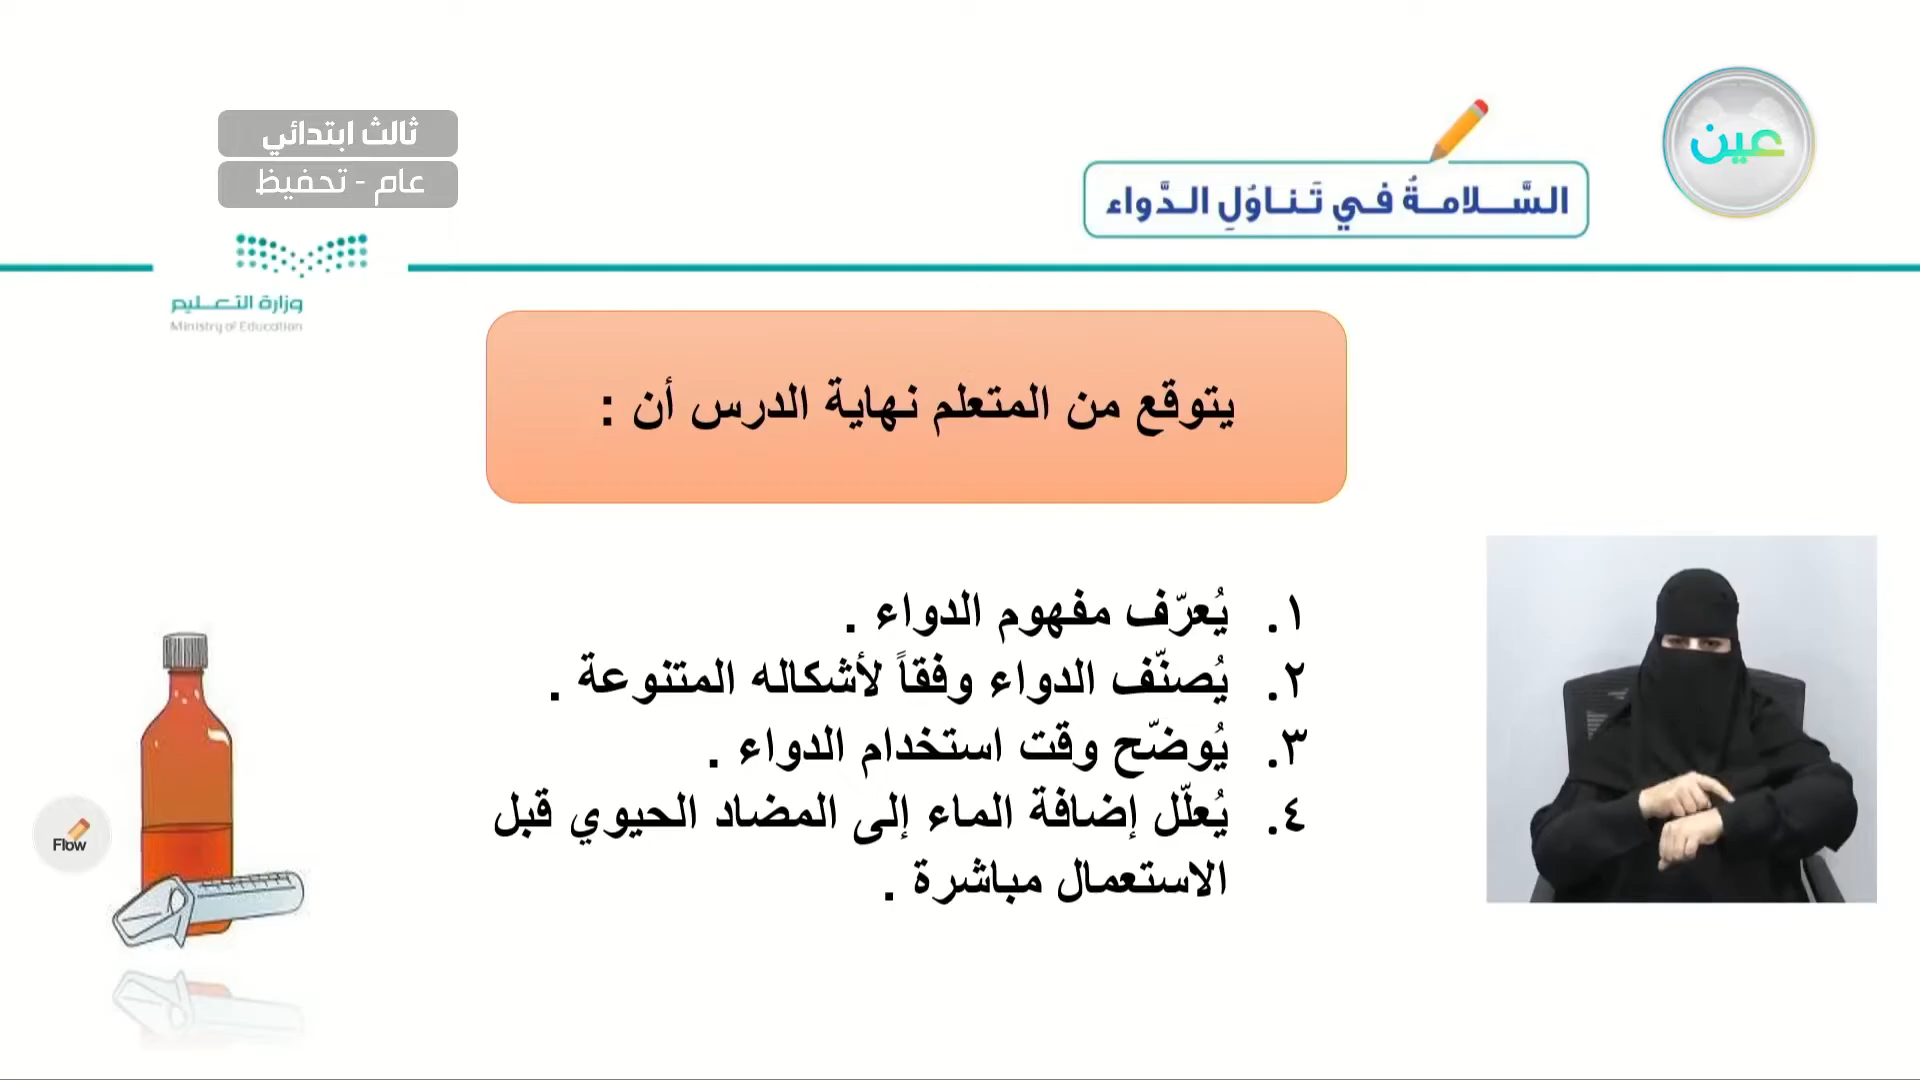 عين
السَّلامةُ في تَناوُلِ الدَّواء
ثالث ابتدائي
عام - تحفيظ
وزارة التعليم
Ministry of Education
يتوقع من المتعلم نهاية الدرس أن :
١. يُعرّف مفهوم الدواء .
٢. يُصنّف الدواء وفقاً لأشكاله المتنوعة .
٣. يُوضّح وقت استخدام الدواء .
٤. يُعلّل إضافة الماء إلى المضاد الحيوي قبل
الاستعمال مباشرة .
Flow